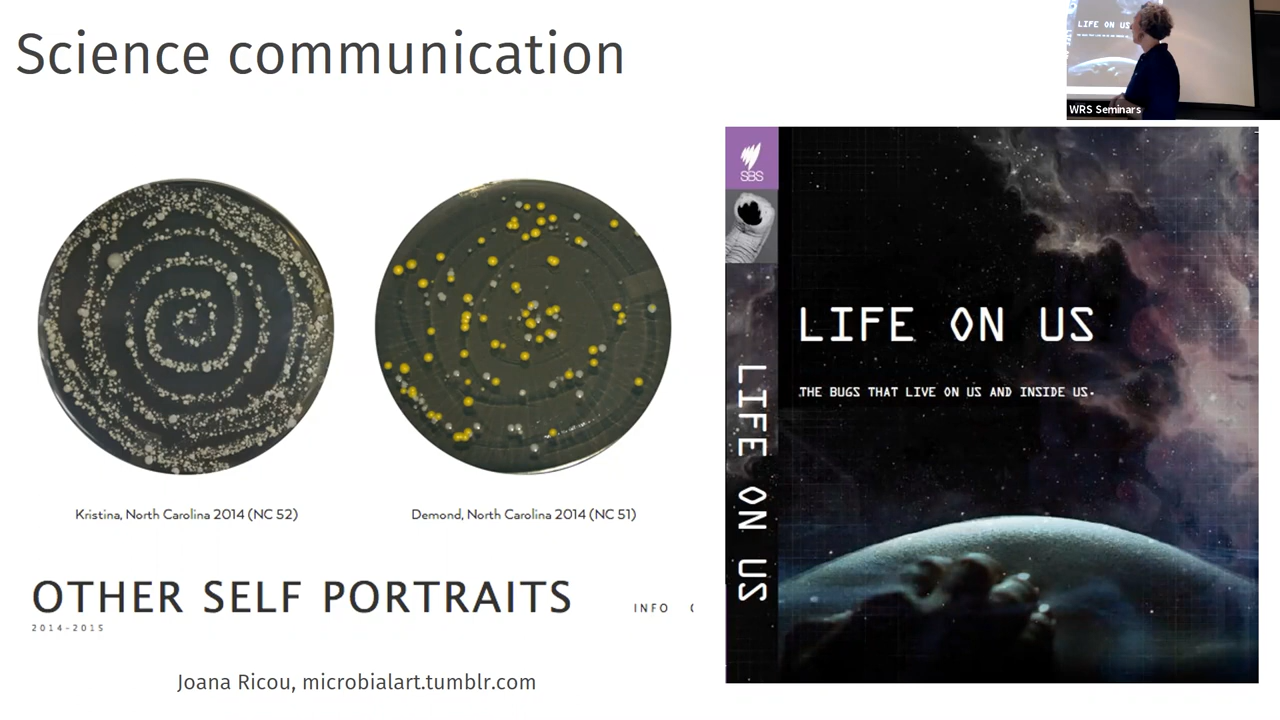 Science communication
LIFE ON US
WRS Seminars
SBS
LIFE ON US
THE BUGS THAT LIVE ON US AND INSIDE US.
LIFE ON US
Kristina, North Carolina 2014 (NC 52)
Demond, North Carolina 2014 (NC 51)
OTHER SELF PORTRAITS
INFO
2014-2015
Joana Ricou, microbialart.tumblr.com